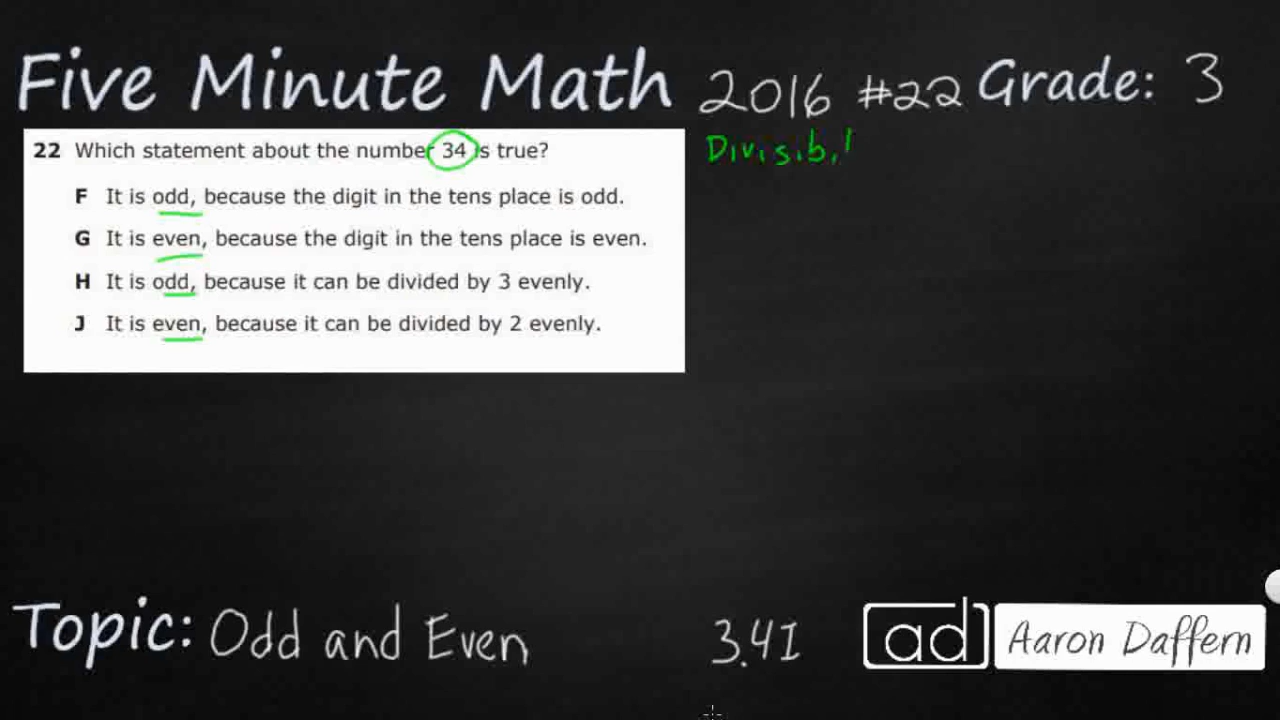 Five Minute Math 2016 #22 Grade: 3
22 Which statement about the number 34 is true?
Divisibil
F It is odd, because the digit in the tens place is odd.
G It is even, because the digit in the tens place is even.
H It is odd, because it can be divided by 3 evenly.
J It is even, because it can be divided by 2 evenly.
Topic: Odd and Even 3.4I ad Aaron Daffern